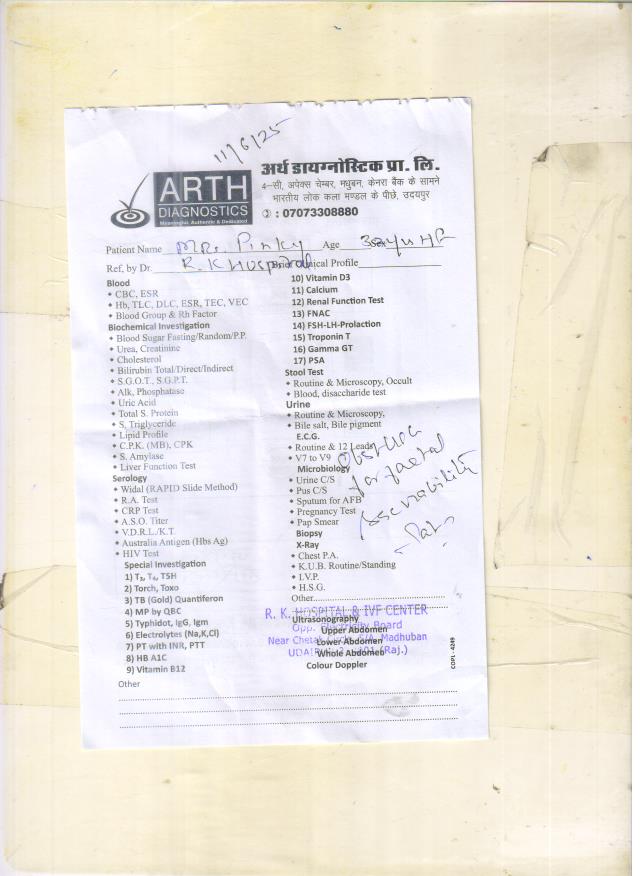 11/6/25
ARTH
DIAGNOSTICS
Meaningful, Authentic & Dedicated
अर्थ डायग्नोस्टिक प्रा. लि.
4-सी, अपेक्स चेम्बर, मधुबन, केनरा बैंक के सामने
भारतीय लोक कला मण्डल के पीछे, उदयपुर
: 07073308880
Patient Name Mrs. Pinky Age
Ref, by Dr. R.K Hospital Clinical Profile
Blood
• CBC, ESR
• Hb, TLC, DLC, ESR, TEC, VEC
• Blood Group & Rh Factor
Biochemical Investigation
• Blood Sugar Fasting/Random/P.P.
• Urea, Creatinine
• Cholesterol
• Bilirubin Total/Direct/Indirect
• S.G.O.T., S.G.P.T.
• Alk, Phosphatase
• Uric Acid
• Total S. Protein
• S, Triglyceride
• Lipid Profile
• C.P.K. (MB), CPK
• S. Amylase
• Liver Function Test
Serology
• Widal (RAPID Slide Method)
• R.A. Test
• CRP Test
• A.S.O. Titer
• V.D.R.L./K.T.
• Australia Antigen (Hbs Ag)
• HIV Test
Special Investigation
1) T3, T4, TSH
2) Torch, Toxo
3) TB (Gold) Quantiferon
4) MP by QBC
5) Typhidot, IgG, Igm
6) Electrolytes (Na,K,Cl)
7) PT with INR, PTT
8) HB A1C
9) Vitamin B12
10) Vitamin D3
11) Calcium
12) Renal Function Test
13) FNAC
14) FSH-LH-Prolaction
15) Troponin T
16) Gamma GT
17) PSA
Stool Test
• Routine & Microscopy, Occult
• Blood, disaccharide test
Urine
• Routine & Microscopy,
• Bile salt, Bile pigment
E.C.G.
• Routine & 12 Leads
• V7 to V9
Microbiology
• Urine C/S
• Pus C/S
• Sputum for AFB
• Pregnancy Test
• Pap Smear
Biopsy
X-Ray
• Chest P.A.
• K.U.B. Routine/Standing
• I.V.P.
• H.S.G.
Other
for
R. K. HOSPITAL & IVF CENTER
Ultrasonography
Opp. Electricity Board
Upper Abdomen
Near Madhuban
Lower Abdomen
(Raj.)
Whole Abdomen
Colour Doppler
COPL - 4249
Other